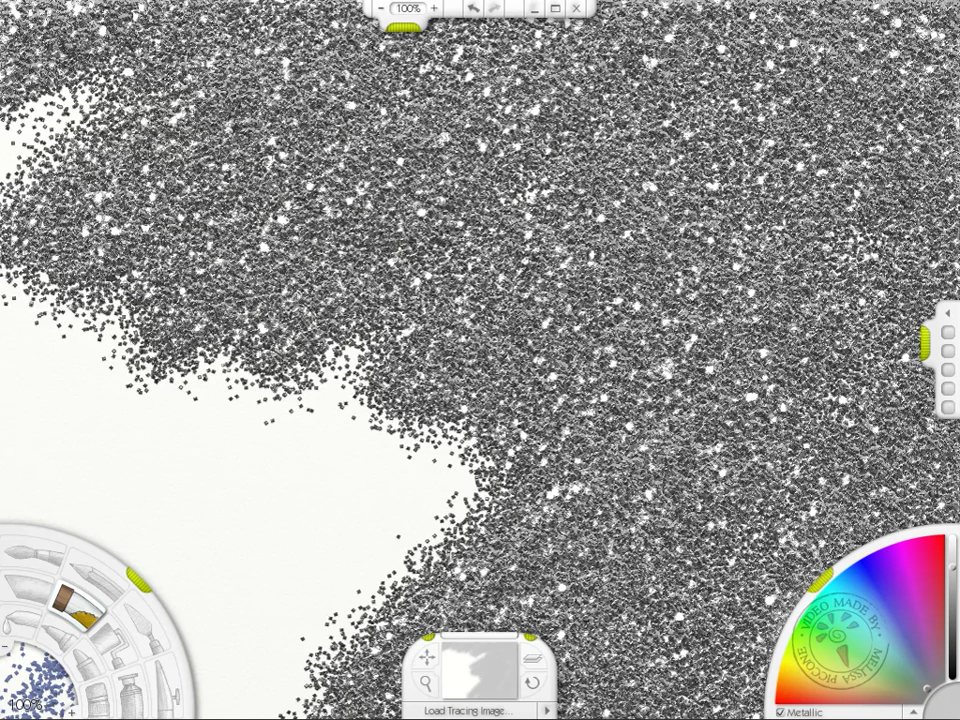 100%
VIDEO MADE BY
MELISSA PICCONE
100%
Load Tracing Image...
Metallic